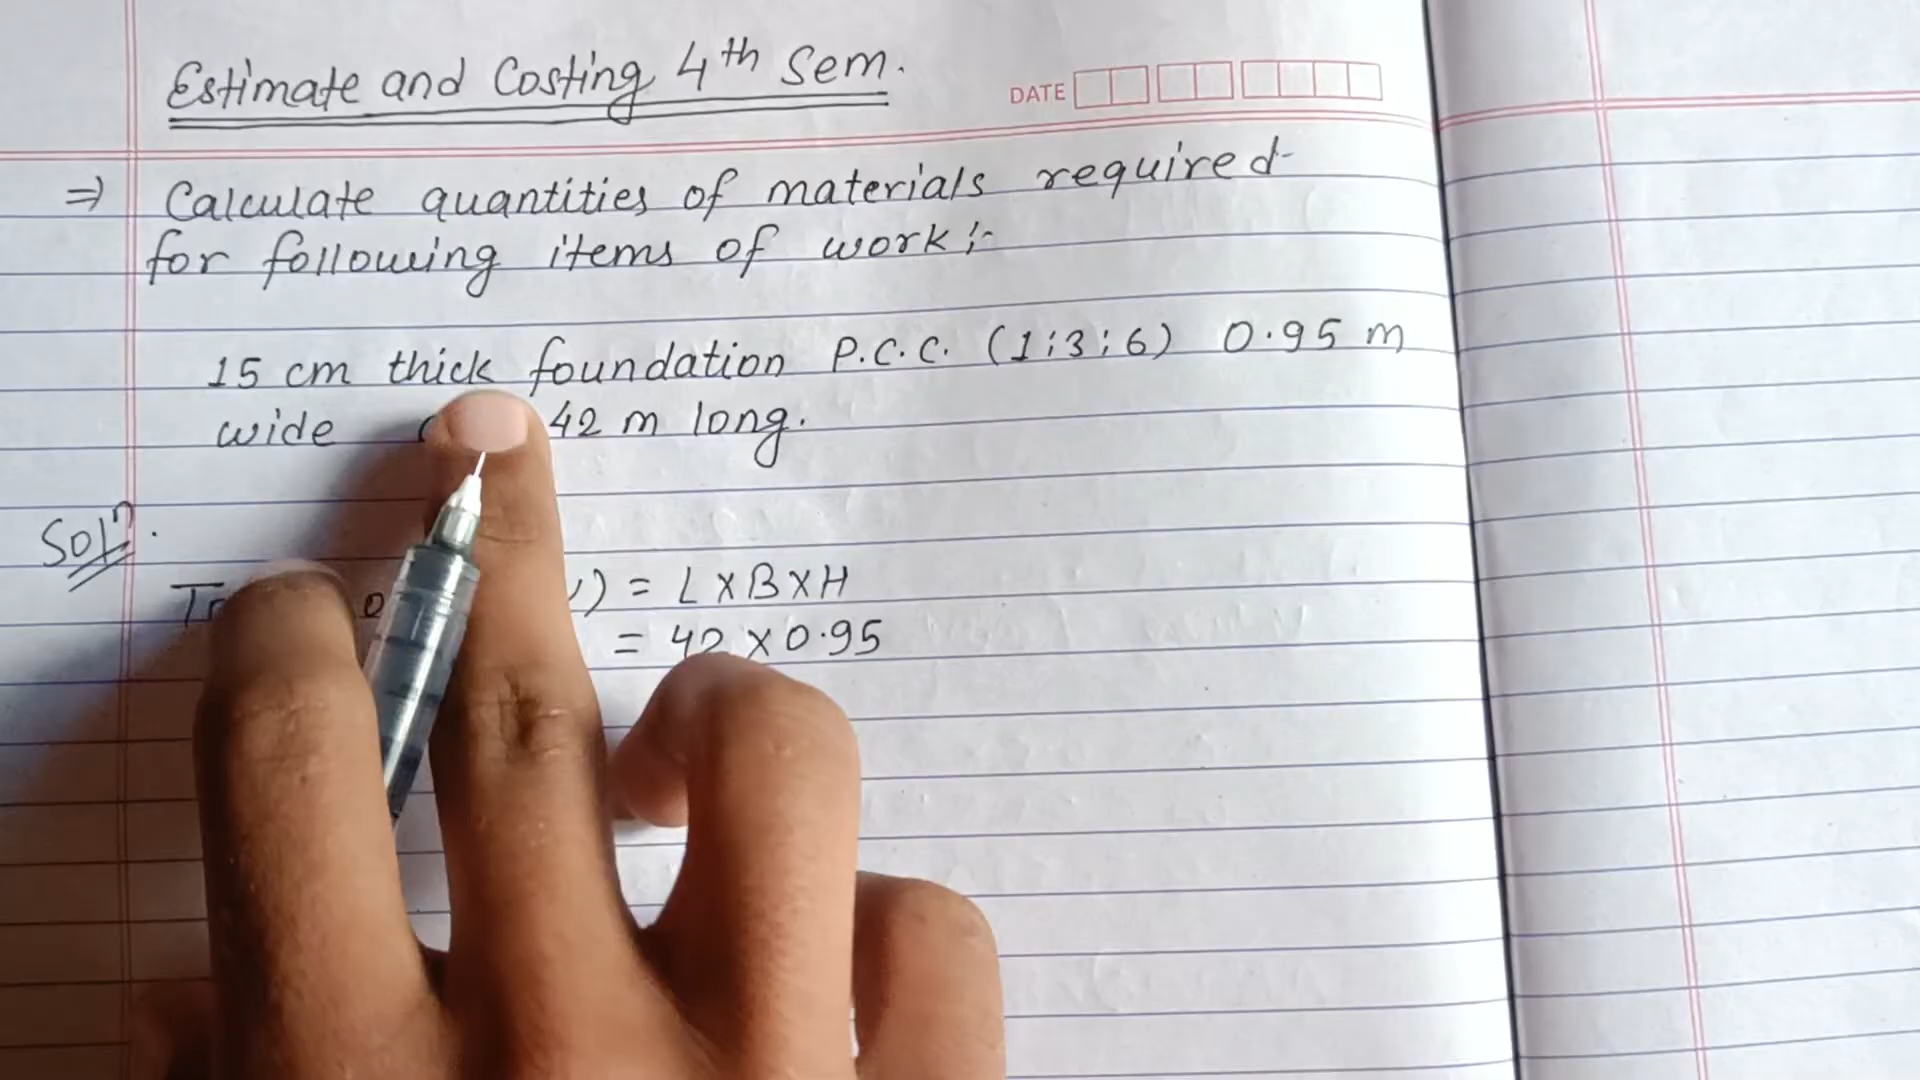 Estimate and Costing 4th Sem.
DATE
⇒ Calculate quantities of materials required
for following items of work :-
15 cm thick foundation P.C.C. (1:3:6) 0.95 m
wide 42 m long.
Solⁿ.
) = L X B X H
= 42 X 0.95